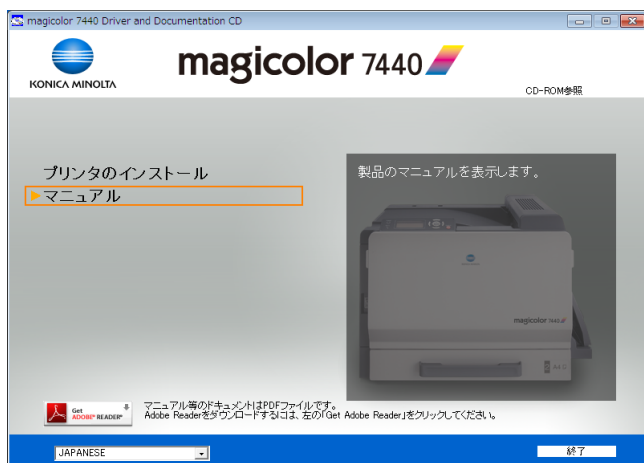 magicolor 7440 Driver and Documentation CD
KONICA MINOLTA
magicolor 7440
CD-ROM参照
プリンタのインストール
マニュアル
製品のマニュアルを表示します。
magicolor 7440
Get
ADOBE® READER®
マニュアル等のドキュメントはPDFファイルです。
Adobe Readerをダウンロードするには、左の「Get Adobe Reader」をクリックしてください。
JAPANESE
終了